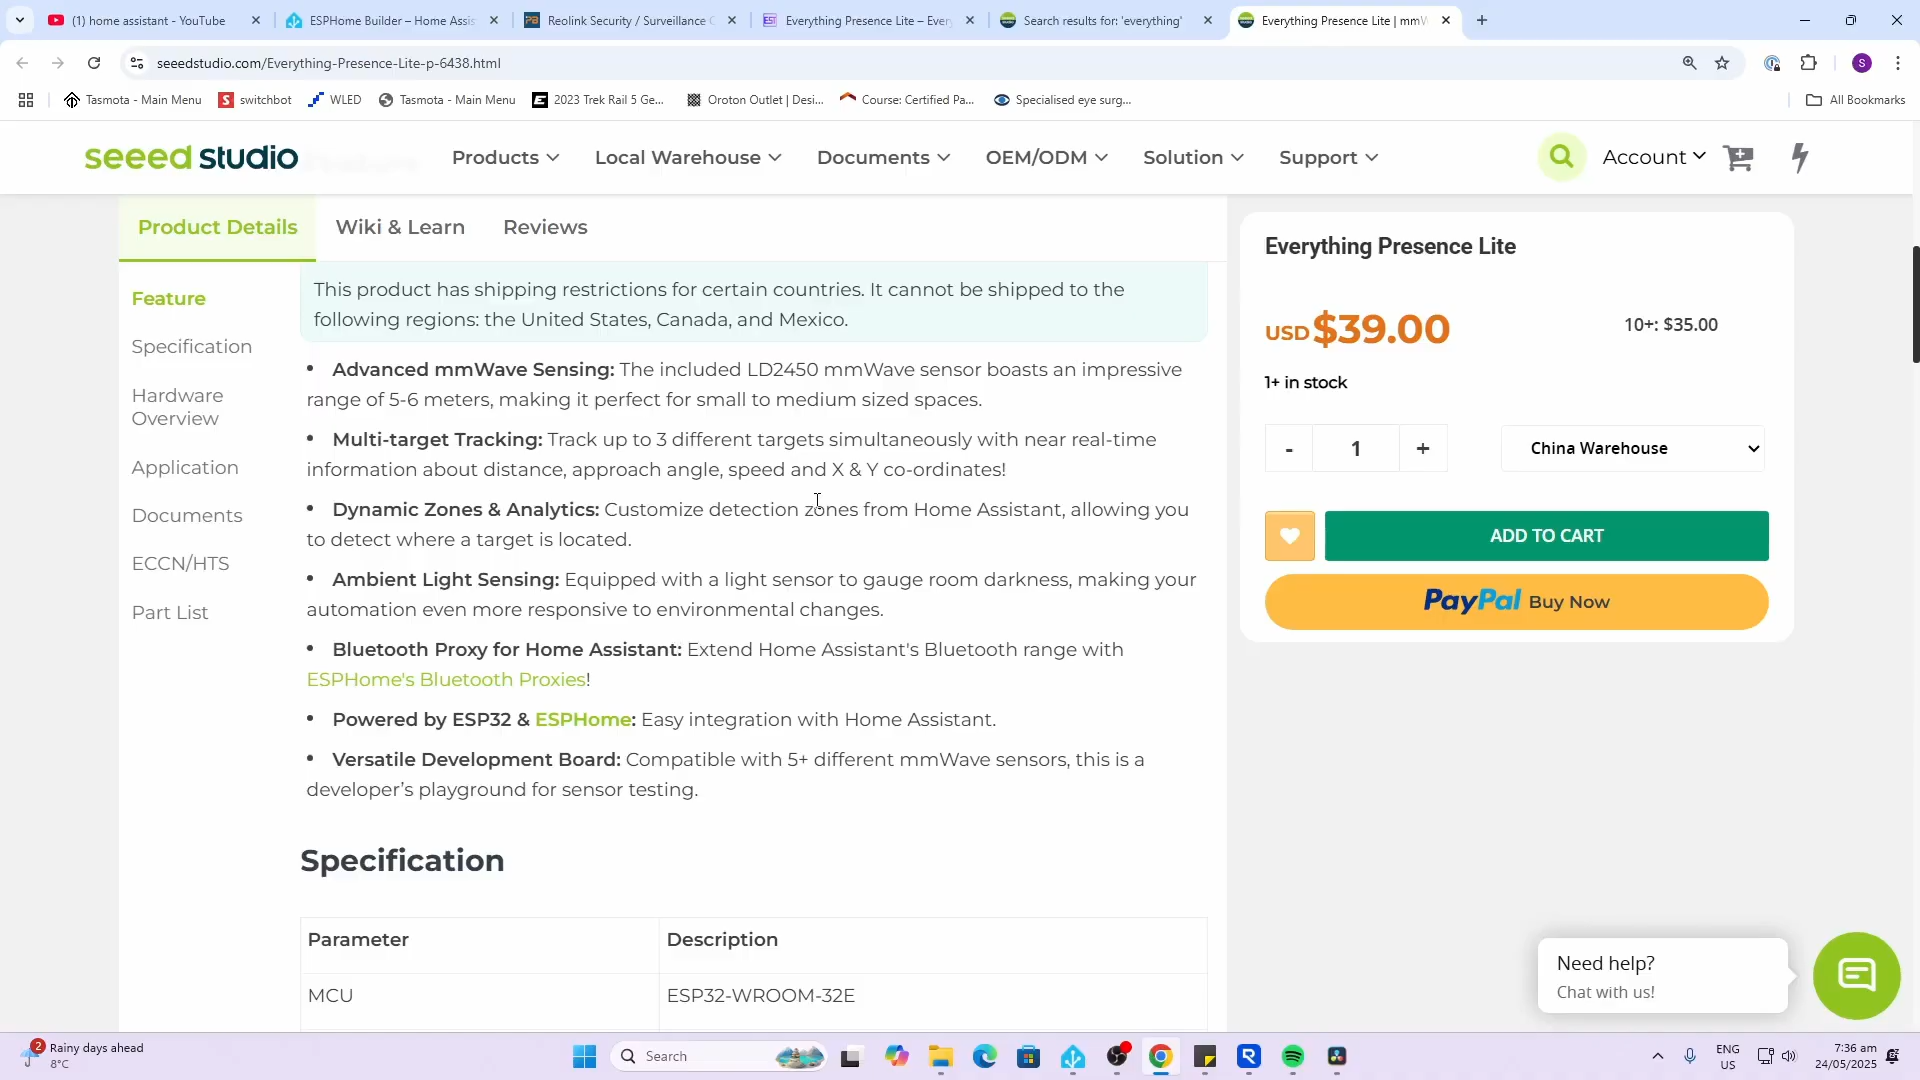 (1) home assistant - YouTube
ESPHome Builder – Home Assis
Reolink Security / Surveillance C
Everything Presence Lite – Ever
Search results for: 'everything'
Everything Presence Lite | mmW
seeedstudio.com/Everything-Presence-Lite-p-6438.html
S
Tasmota - Main Menu
switchbot
WLED
Tasmota - Main Menu
2023 Trek Rail 5 Ge...
Oroton Outlet | Desi...
Course: Certified Pa...
Specialised eye surg...
All Bookmarks
seeed studio
Products
Local Warehouse
Documents
OEM/ODM
Solution
Support
Account
Product Details
Wiki & Learn
Reviews
Feature
Specification
Hardware
Overview
Application
Documents
ECCN/HTS
Part List
This product has shipping restrictions for certain countries. It cannot be shipped to the
following regions: the United States, Canada, and Mexico.
• Advanced mmWave Sensing: The included LD2450 mmWave sensor boasts an impressive
range of 5-6 meters, making it perfect for small to medium sized spaces.
• Multi-target Tracking: Track up to 3 different targets simultaneously with near real-time
information about distance, approach angle, speed and X & Y co-ordinates!
• Dynamic Zones & Analytics: Customize detection zones from Home Assistant, allowing you
to detect where a target is located.
• Ambient Light Sensing: Equipped with a light sensor to gauge room darkness, making your
automation even more responsive to environmental changes.
• Bluetooth Proxy for Home Assistant: Extend Home Assistant's Bluetooth range with
ESPHome's Bluetooth Proxies!
• Powered by ESP32 & ESPHome: Easy integration with Home Assistant.
• Versatile Development Board: Compatible with 5+ different mmWave sensors, this is a
developer’s playground for sensor testing.
Specification
Parameter
Description
MCU
ESP32-WROOM-32E
Everything Presence Lite
USD $39.00
10+: $35.00
1+ in stock
- 1 +
China Warehouse
ADD TO CART
PayPal Buy Now
Need help?
Chat with us!
2
Rainy days ahead
8°C
Search
ENG
US
7:36 am
24/05/2025